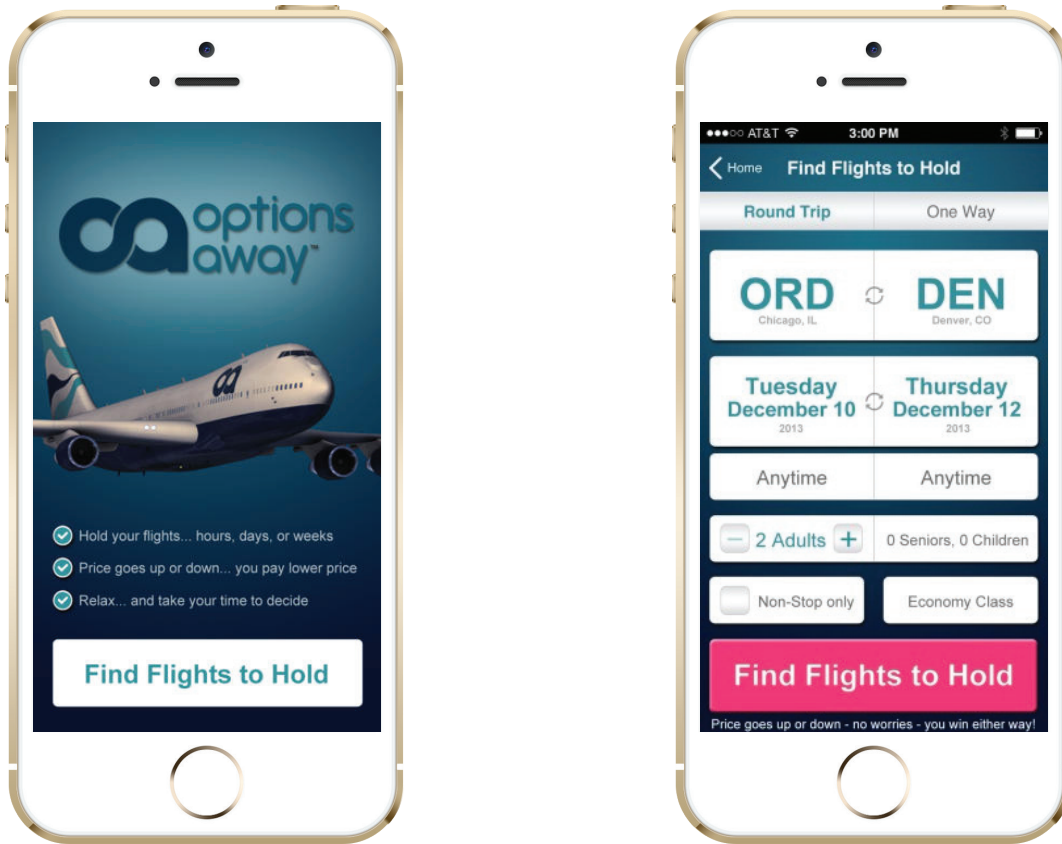 options
away™
Hold your flights... hours, days, or weeks
Price goes up or down... you pay lower price
Relax... and take your time to decide
Find Flights to Hold
AT&T 3:00 PM
Home Find Flights to Hold
Round Trip One Way
ORD DEN
Chicago, IL Denver, CO
Tuesday Thursday
December 10 December 12
2013 2013
Anytime Anytime
− 2 Adults + 0 Seniors, 0 Children
Non-Stop only Economy Class
Find Flights to Hold
Price goes up or down - no worries - you win either way!